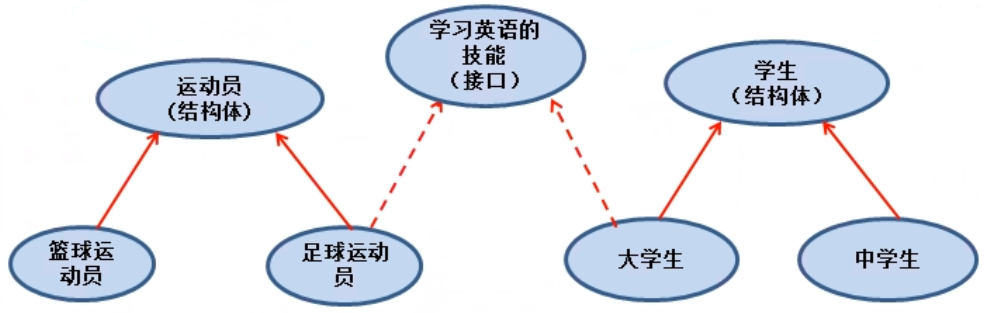 学习英语的
技能
（接口）
运动员
(结构体)
学生
（结构体）
篮球运
动员
足球运动
员
大学生
中学生